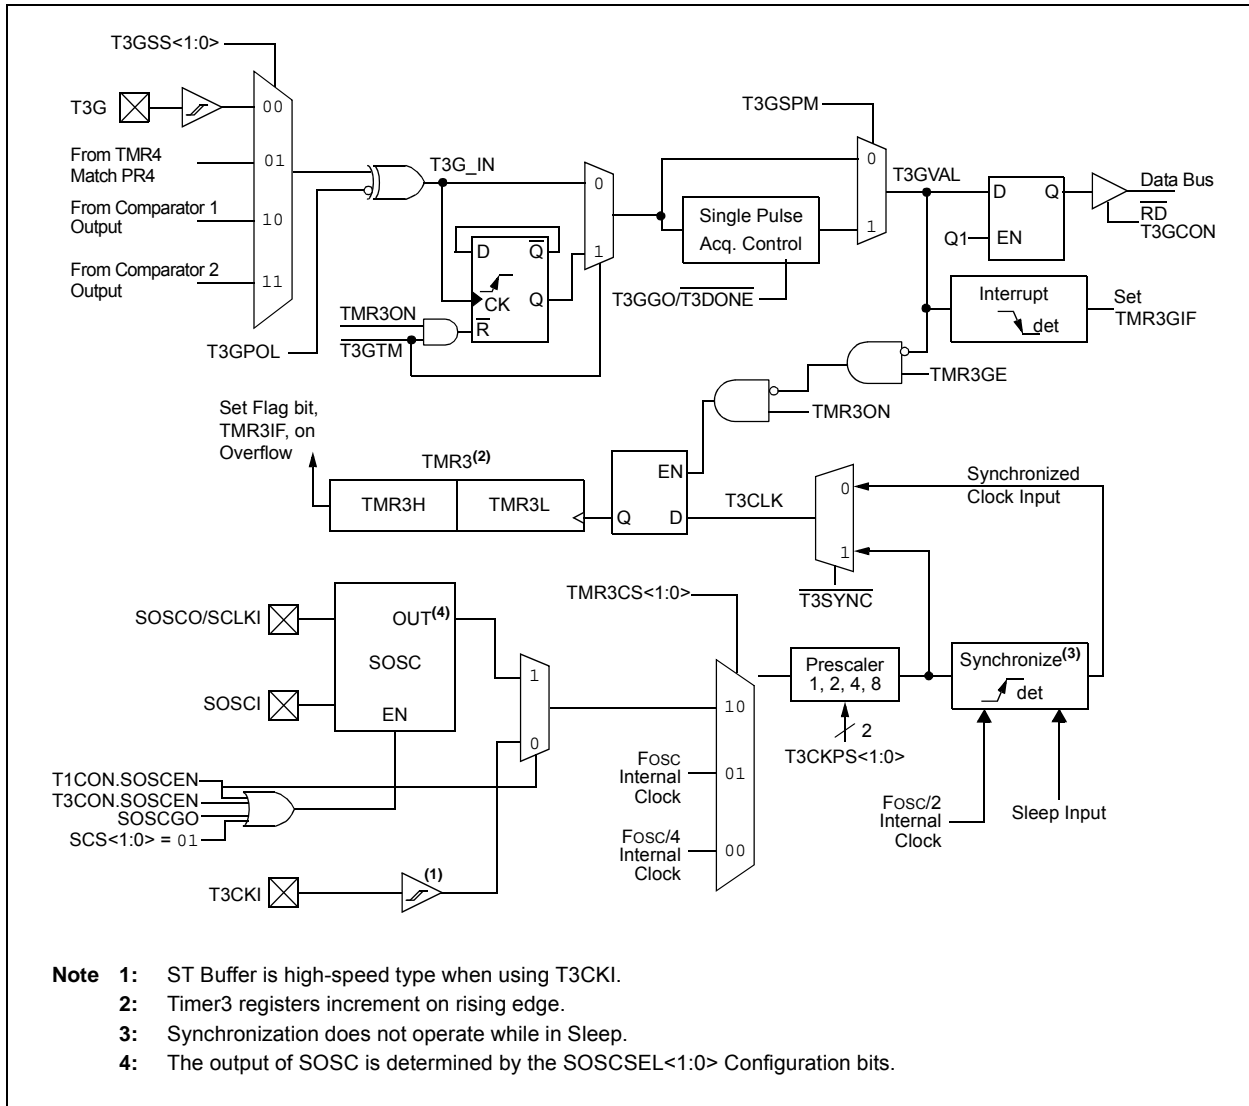 T3GSS<1:0>
T3G
00
From TMR4
Match PR4
01
From Comparator 1
Output
10
From Comparator 2
Output
11
T3GPOL
T3G_IN
0
1
D
Q
CK
Q
R
TMR3ON
T3GTM
T3GSPM
Single Pulse
Acq. Control
T3GGO/T3DONE
0
1
T3GVAL
D
Q
Q1
EN
Data Bus
RD
T3GCON
Interrupt
det
Set
TMR3GIF
TMR3GE
TMR3ON
Set Flag bit,
TMR3IF, on
Overflow
TMR3(2)
TMR3H
TMR3L
EN
Q
D
T3CLK
0
1
T3SYNC
Synchronized
Clock Input
SOSCO/SCLKI
OUT(4)
SOSC
SOSCI
EN
1
0
T1CON.SOSCEN
T3CON.SOSCEN
SOSCGO
SCS<1:0> = 01
T3CKI
(1)
TMR3CS<1:0>
10
FOSC
Internal
Clock
01
FOSC/4
Internal
Clock
00
Prescaler
1, 2, 4, 8
2
T3CKPS<1:0>
Synchronize(3)
det
FOSC/2
Internal
Clock
Sleep Input
Note 1: ST Buffer is high-speed type when using T3CKI.
2: Timer3 registers increment on rising edge.
3: Synchronization does not operate while in Sleep.
4: The output of SOSC is determined by the SOSCSEL<1:0> Configuration bits.